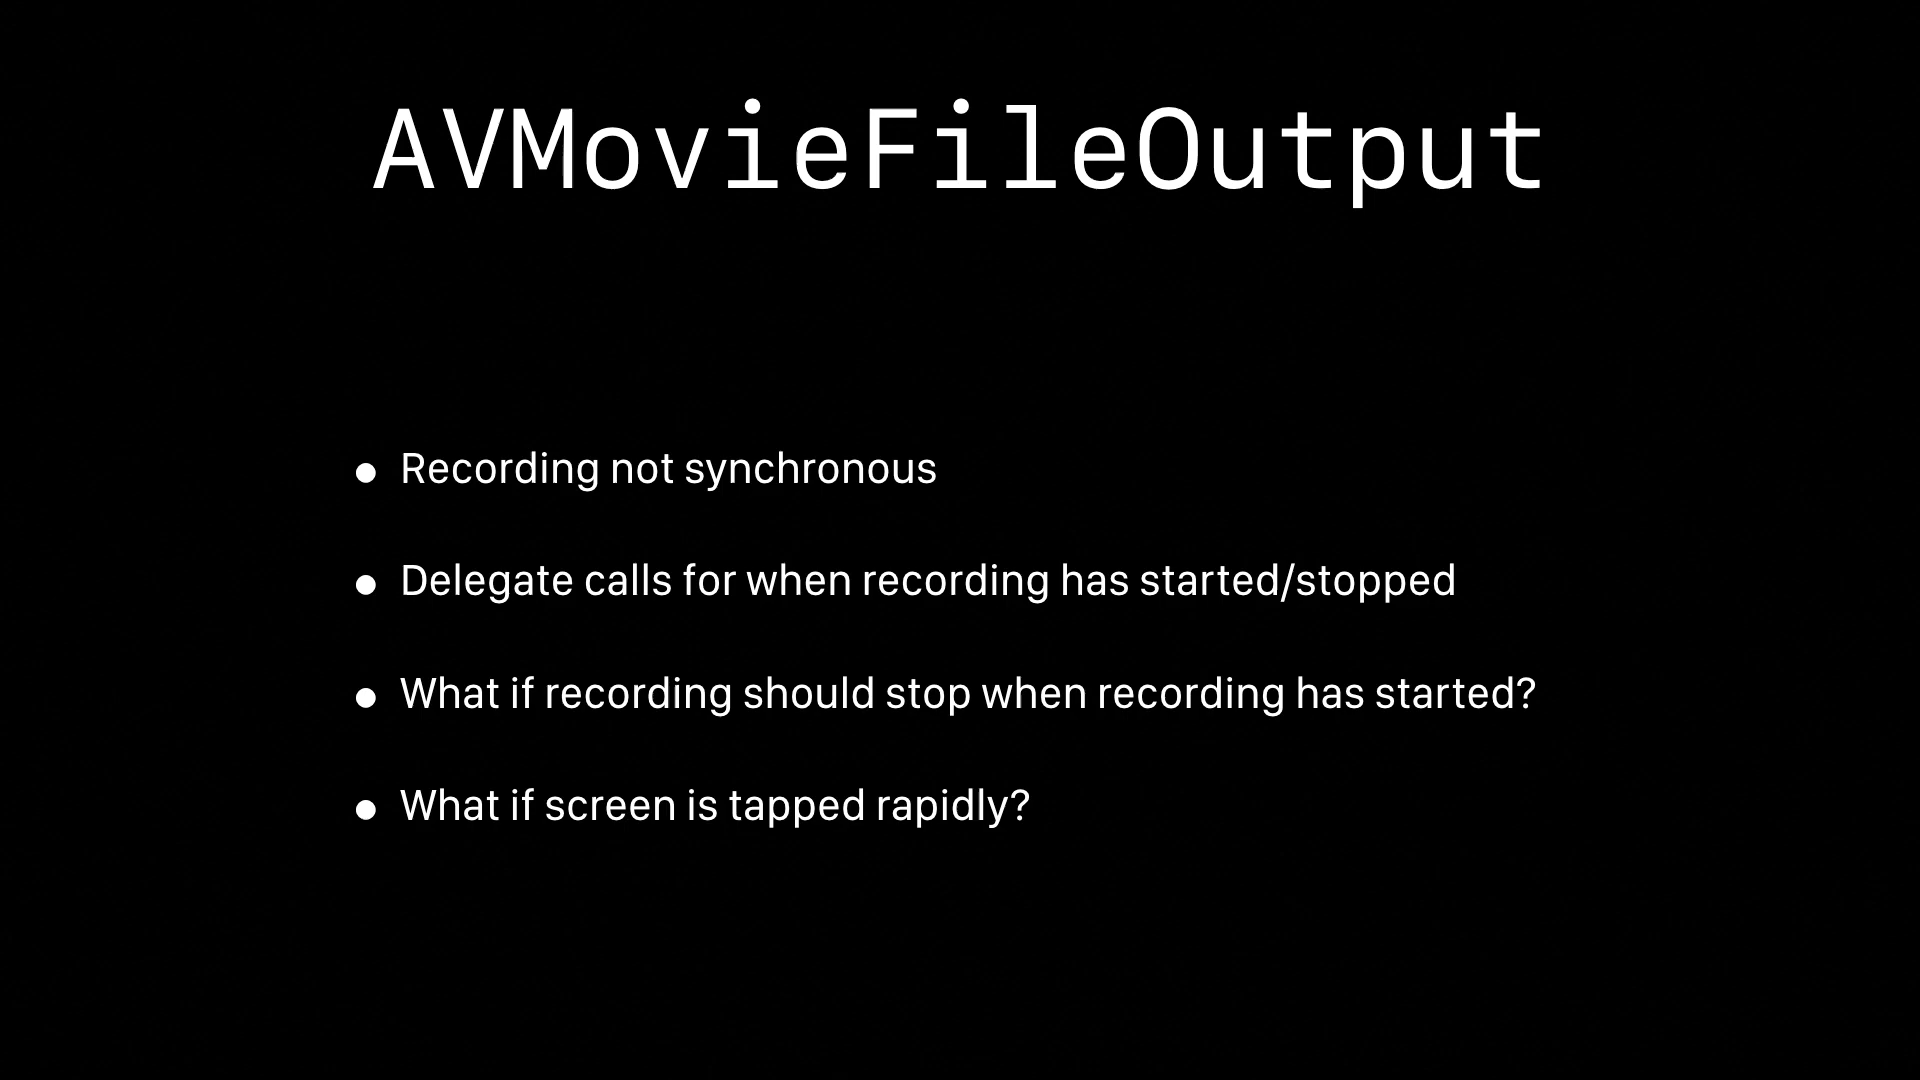 AVMovieFileOutput
• Recording not synchronous
• Delegate calls for when recording has started/stopped
• What if recording should stop when recording has started?
• What if screen is tapped rapidly?